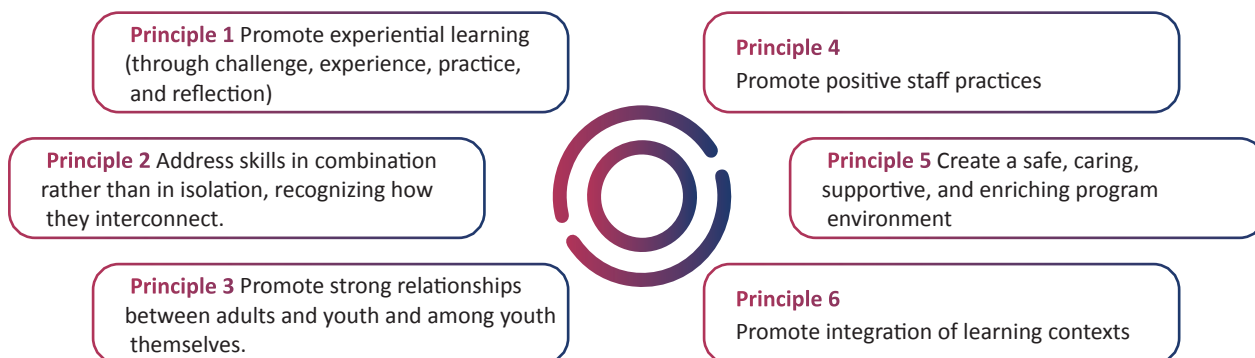 Principle 1 Promote experiential learning
(through challenge, experience, practice,
and reflection)
Principle 2 Address skills in combination
rather than in isolation, recognizing how
they interconnect.
Principle 3 Promote strong relationships
between adults and youth and among youth
themselves.
Principle 4
Promote positive staff practices
Principle 5 Create a safe, caring,
supportive, and enriching program
environment
Principle 6
Promote integration of learning contexts